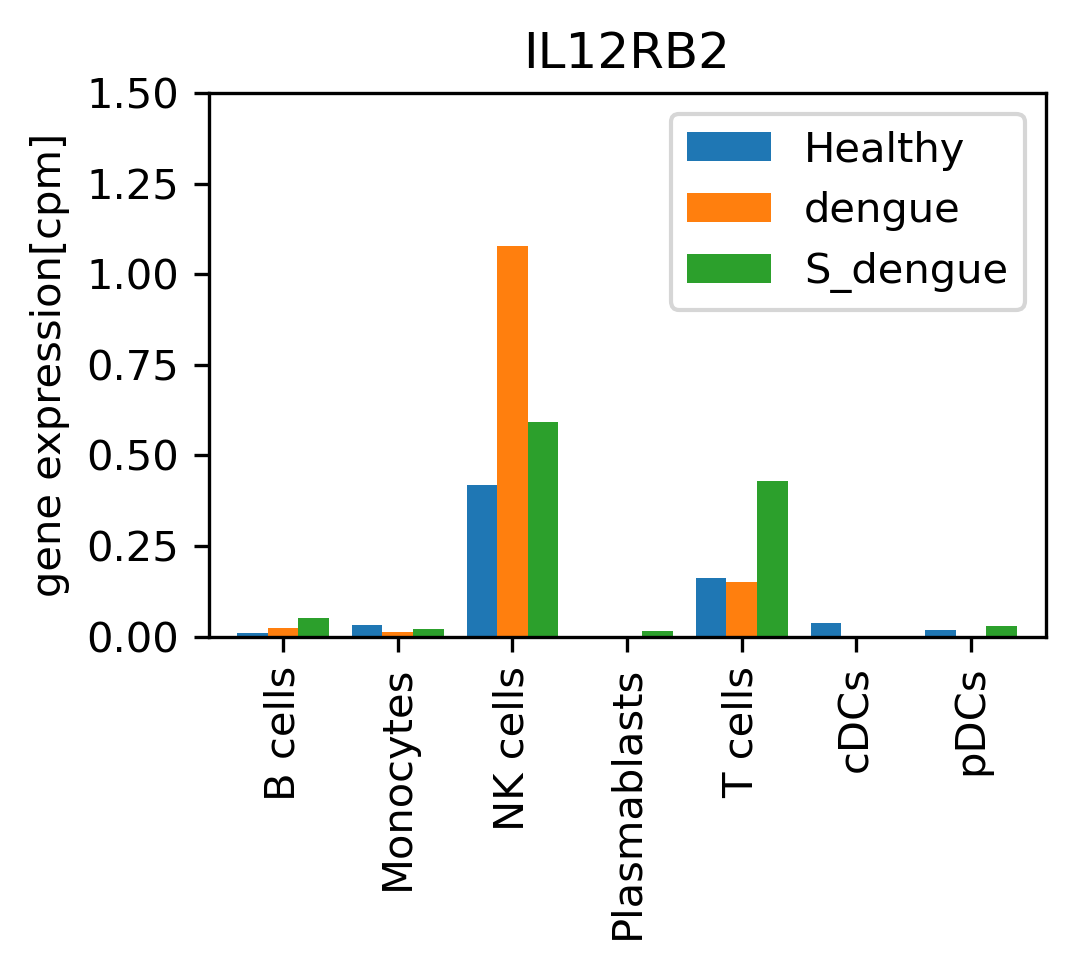 IL12RB2
gene expression[cpm]
1.50
1.25
1.00
0.75
0.50
0.25
0.00
Healthy
dengue
S_dengue
B cells
Monocytes
NK cells
Plasmablasts
T cells
cDCs
pDCs